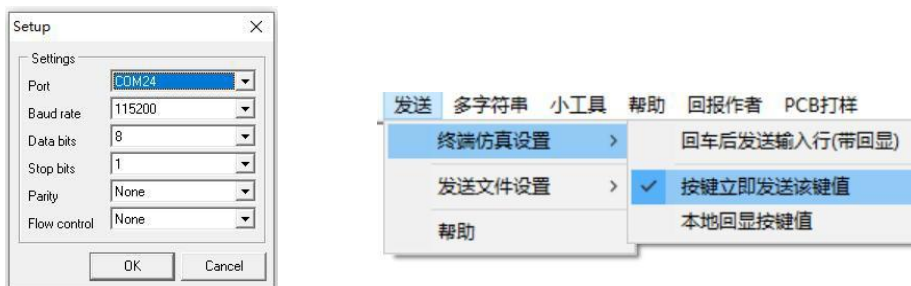 Setup
Settings
Port COM24
Baud rate 115200
Data bits 8
Stop bits 1
Parity None
Flow control None
OK Cancel
发送 多字符串 小工具 帮助 回报作者 PCB打样
终端仿真设置
发送文件设置
帮助
回车后发送输入行(带回显)
按键立即发送该键值
本地回显按键值